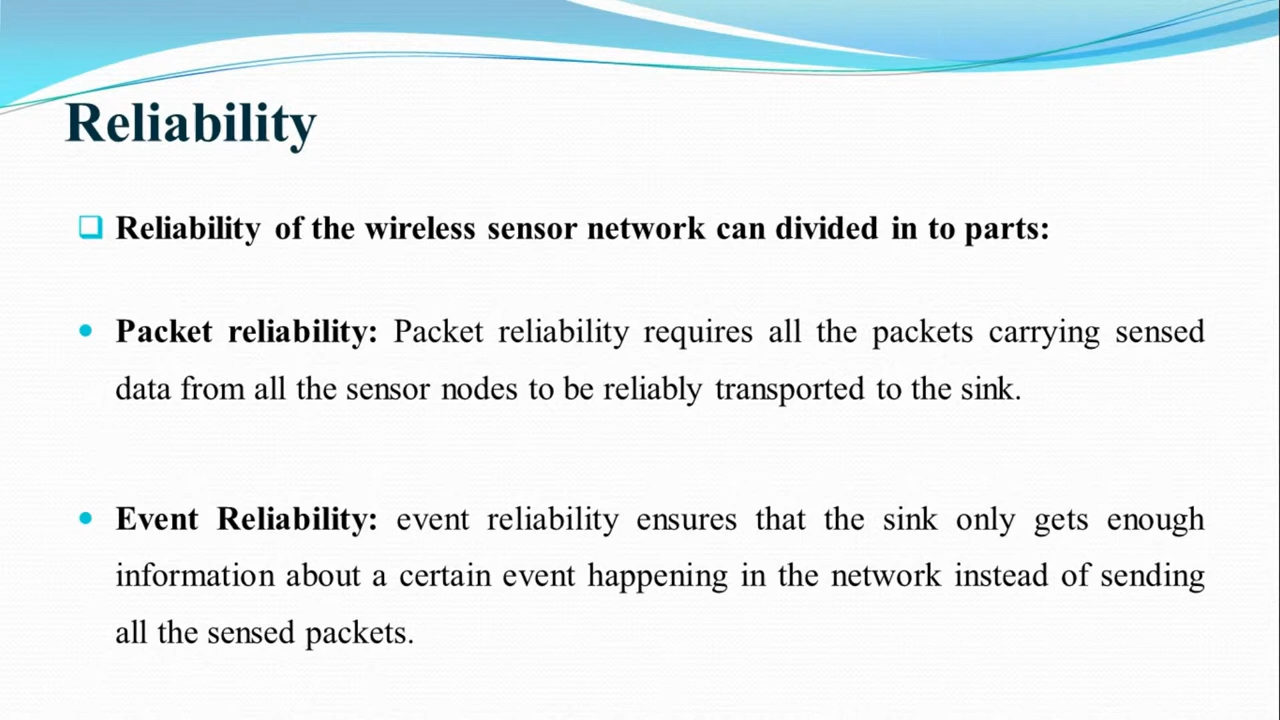 Reliability
Reliability of the wireless sensor network can divided in to parts:
Packet reliability: Packet reliability requires all the packets carrying sensed
data from all the sensor nodes to be reliably transported to the sink.
Event Reliability: event reliability ensures that the sink only gets enough
information about a certain event happening in the network instead of sending
all the sensed packets.